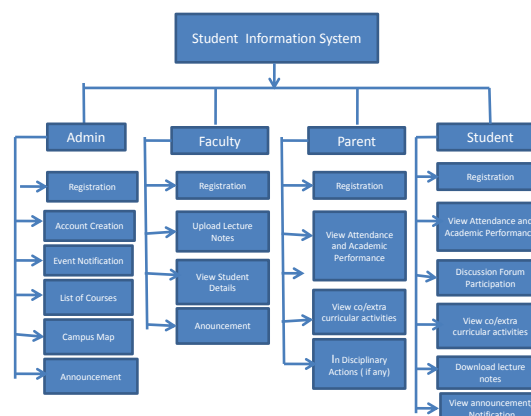 Student Information System
Admin
Registration
Account Creation
Event Notification
List of Courses
Campus Map
Announcement
Faculty
Registration
Upload Lecture
Notes
View Student
Details
Anouncement
Parent
Registration
View Attendance
and Academic
Performance
View co/extra
curricular activities
In Disciplinary
Actions ( if any)
Student
Registration
View Attendance and
Academic Performance
Discussion Forum
Participation
View co/extra
curricular activities
Download lecture
notes
View announcement
Notification